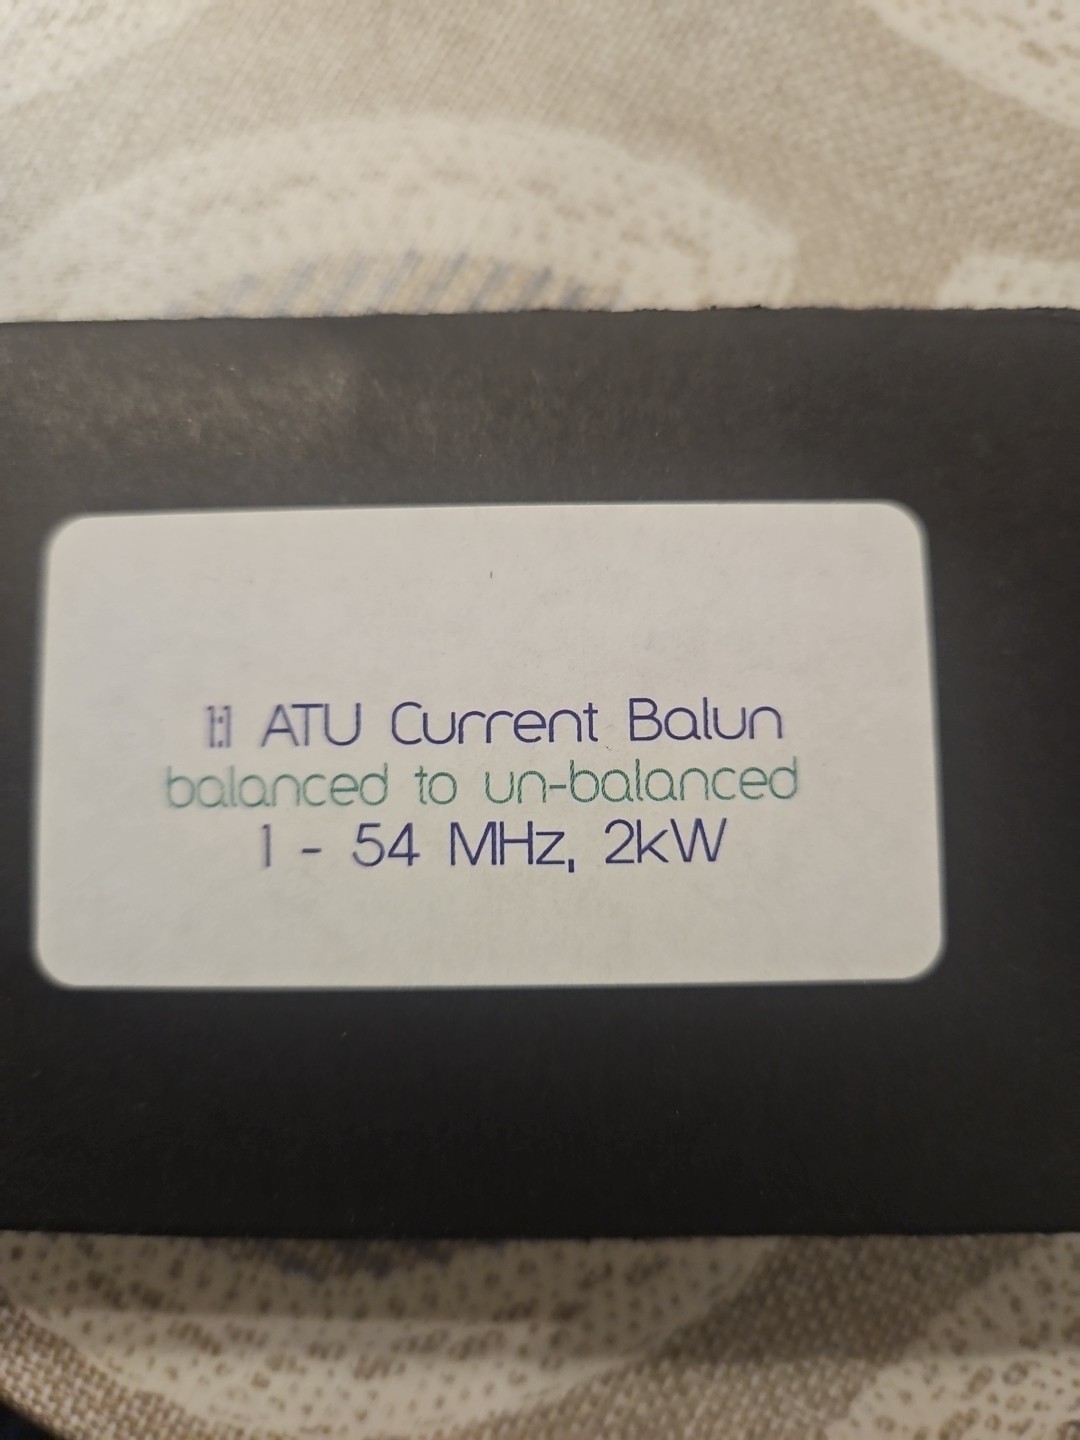 1:1 ATU Current Balun
balanced to un-balanced
1 - 54 MHz, 2kW